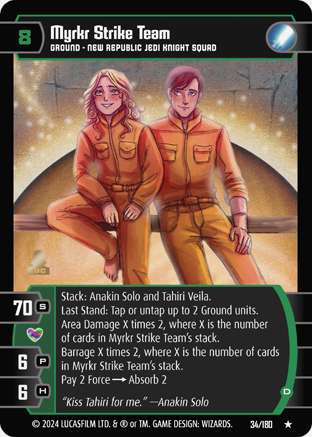 8
Myrkr Strike Team
GROUND - NEW REPUBLIC JEDI KNIGHT SQUAD
70 S
6 P
6 H
Stack: Anakin Solo and Tahiri Veila.
Last Stand: Tap or untap up to 2 Ground units.
Area Damage X times 2, where X is the number
of cards in Myrkr Strike Team's stack.
Barrage X times 2, where X is the number of cards
in Myrkr Strike Team's stack.
Pay 2 Force → Absorb 2
“Kiss Tahiri for me.” —Anakin Solo
D
© 2024 LUCASFILM LTD. & ® or TM. GAME DESIGN © WIZARDS. 34/180 ★